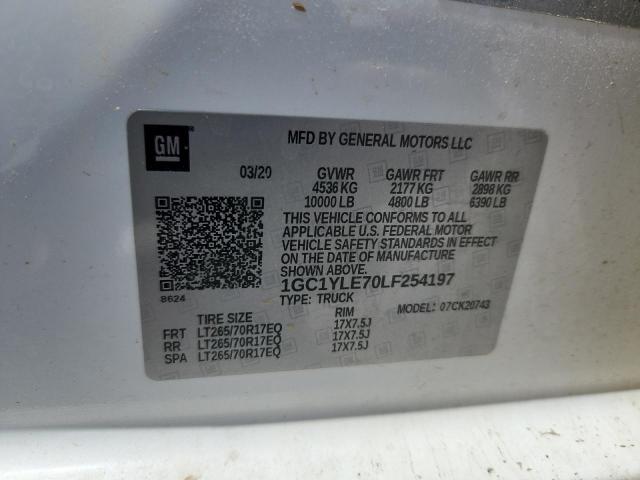 GM
MFD BY GENERAL MOTORS LLC
03/20 GVWR GAWR FRT GAWR RR
4536 KG 2177 KG 2898 KG
10000 LB 4800 LB 6390 LB
THIS VEHICLE CONFORMS TO ALL
APPLICABLE U.S. FEDERAL MOTOR
VEHICLE SAFETY STANDARDS IN EFFECT
ON THE DATE OF MANUFACTURE
SHOWN ABOVE.
1GC1YLE70LF254197
8624
TYPE: TRUCK MODEL: 07CK20743
TIRE SIZE RIM
FRT LT265/70R17EQ 17X7.5J
RR LT265/70R17EQ 17X7.5J
SPA LT265/70R17EQ 17X7.5J